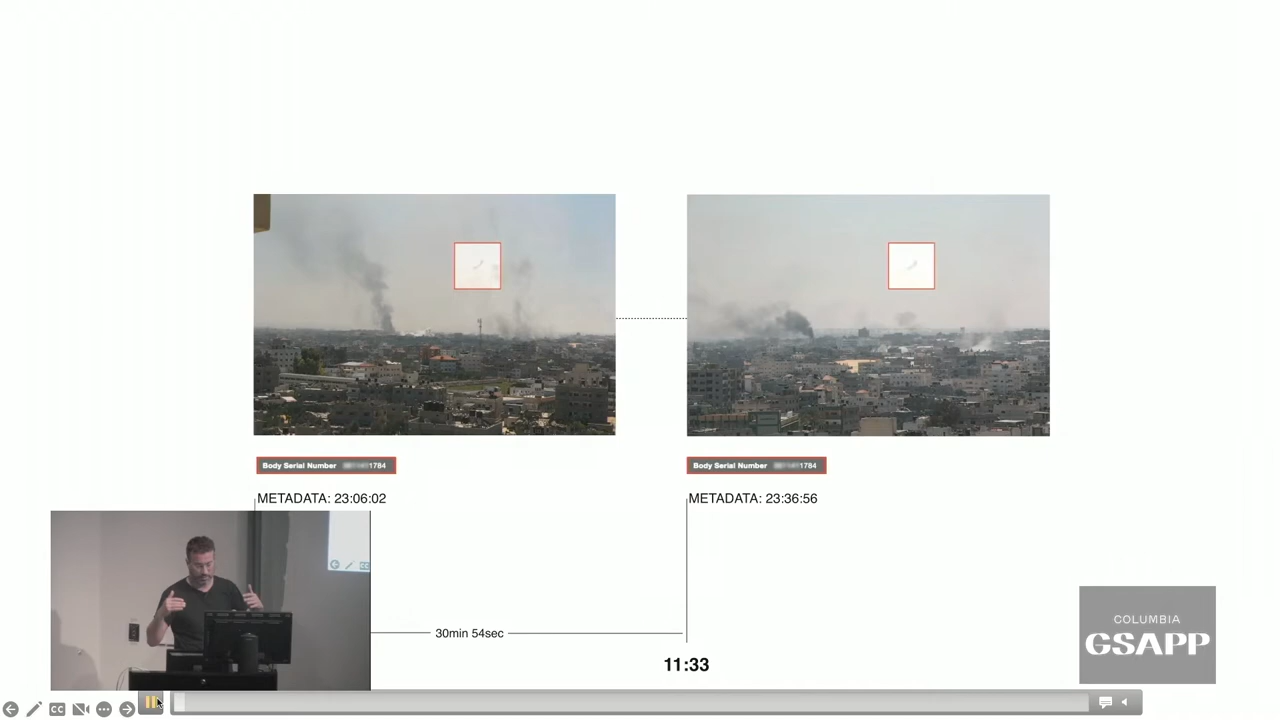 Body Serial Number 1784
Body Serial Number 1784
METADATA: 23:06:02
METADATA: 23:36:56
30min 54sec
11:33
COLUMBIA
GSAPP